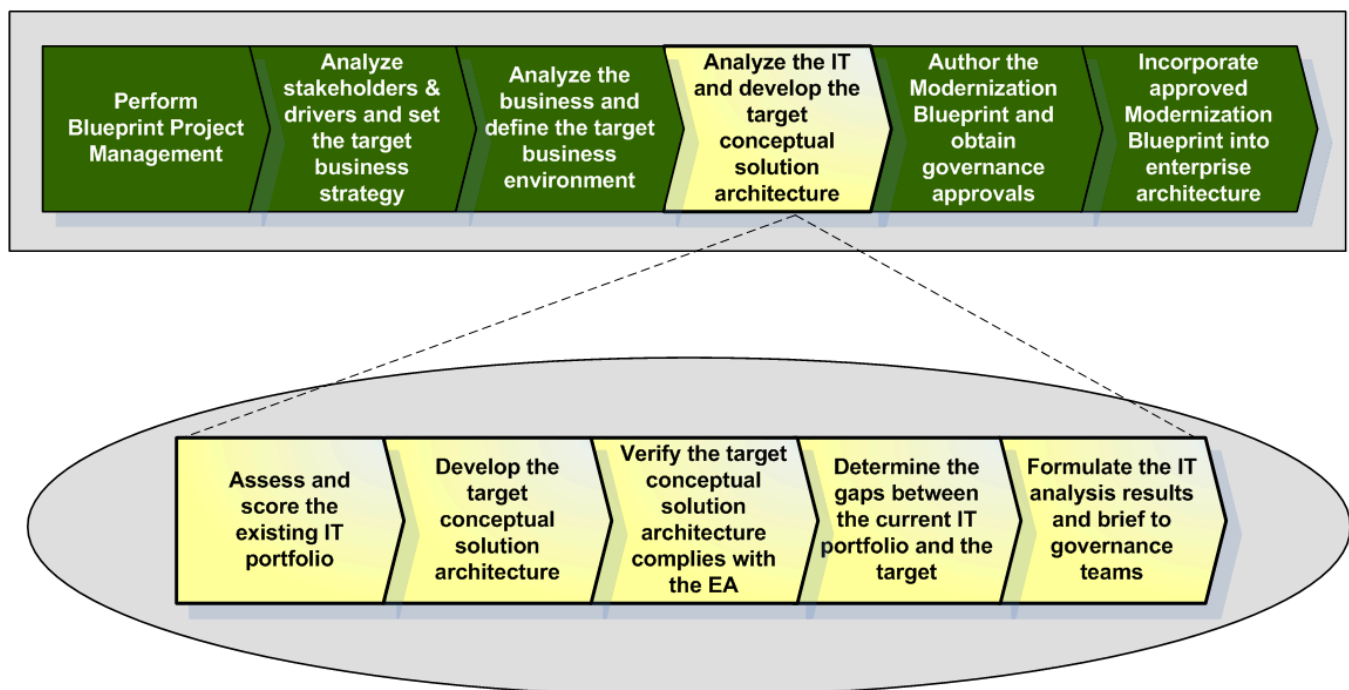 Perform
Blueprint Project
Management
Analyze
stakeholders &
drivers and set
the target
business
strategy
Analyze the
business and
define the target
business
environment
Analyze the IT
and develop the
target
conceptual
solution
architecture
Author the
Modernization
Blueprint and
obtain
governance
approvals
Incorporate
approved
Modernization
Blueprint into
enterprise
architecture
Assess and
score the
existing IT
portfolio
Develop the
target
conceptual
solution
architecture
Verify the target
conceptual
solution
architecture
complies with
the EA
Determine the
gaps between
the current IT
portfolio and the
target
Formulate the IT
analysis results
and brief to
governance
teams